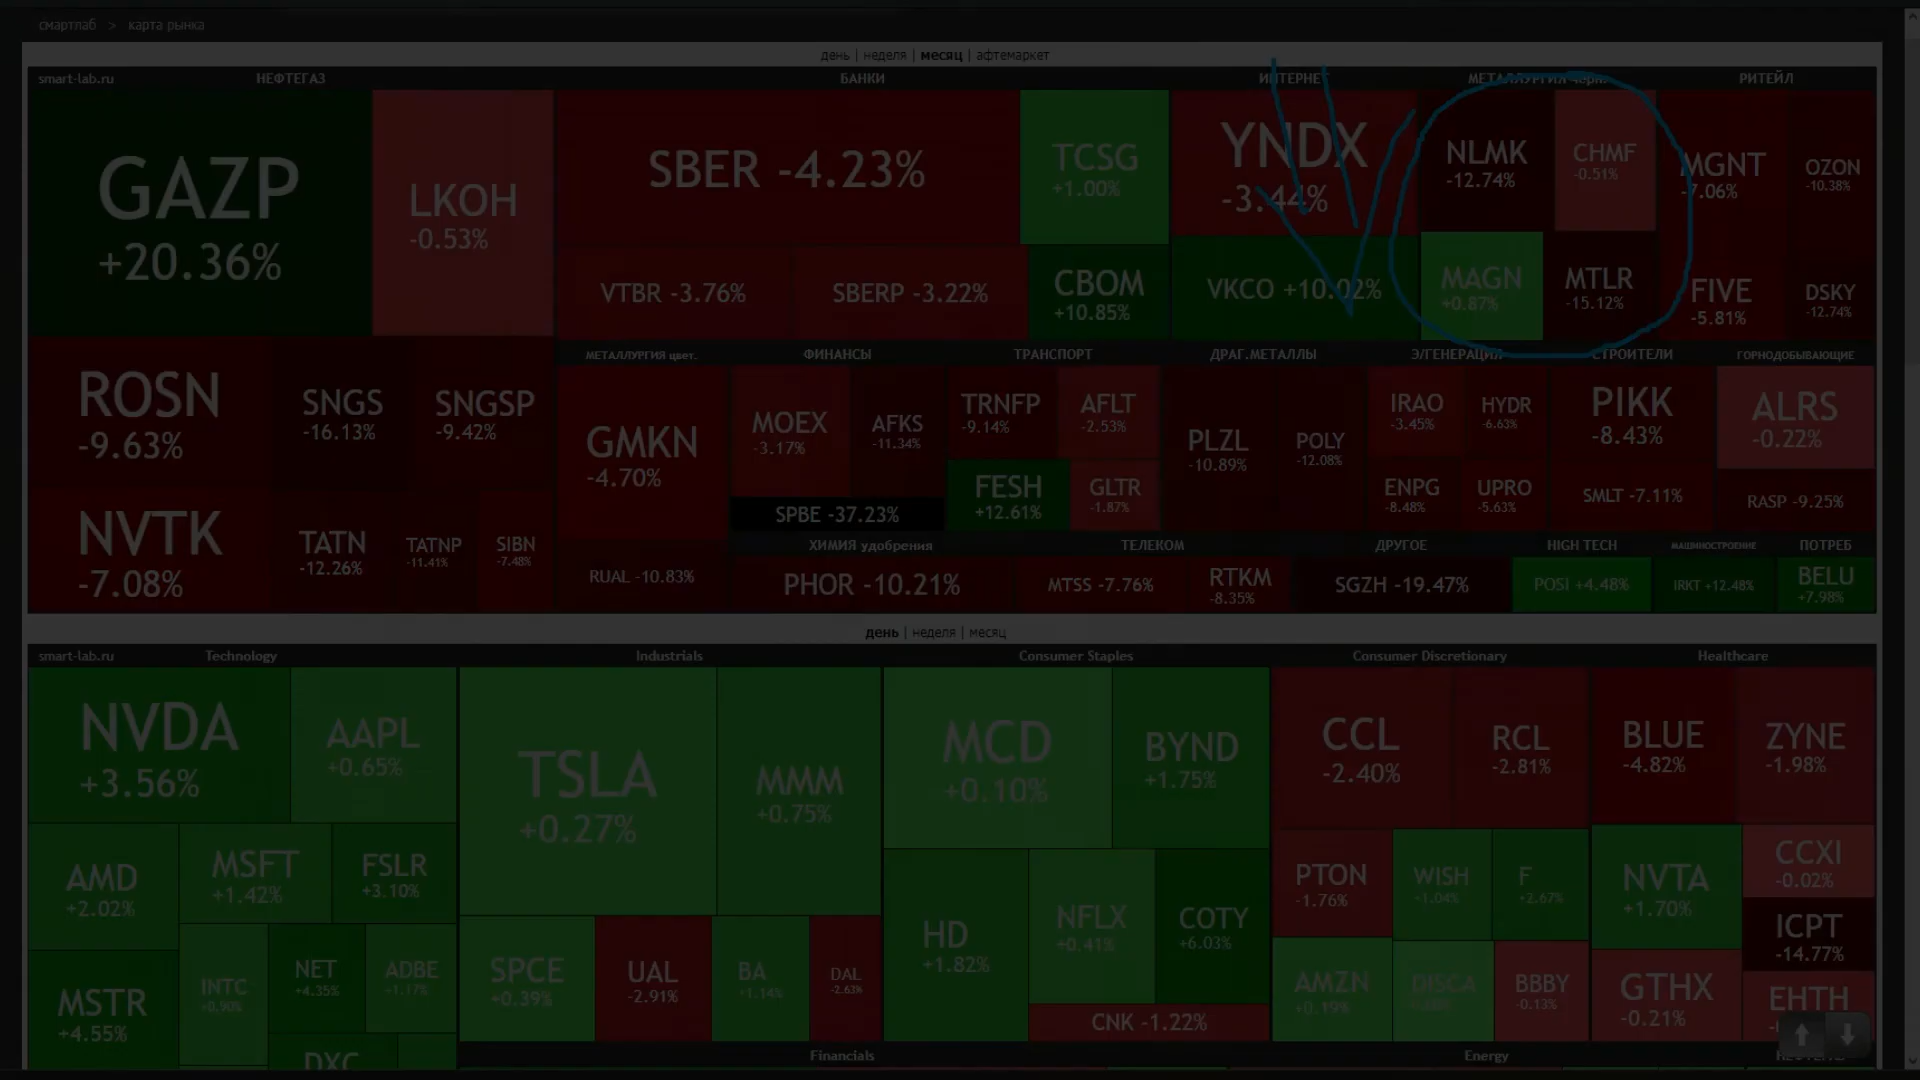 смартлаб > карта рынка
день | неделя | месяц | афтемаркет
smart-lab.ru
НЕФТЕГАЗ
БАНКИ
ИНТЕРНЕТ
МЕТАЛЛУРГИЯ черн.
РИТЕЙЛ
GAZP
+20.36%
LKOH
-0.53%
SBER -4.23%
TCSG
+1.00%
YNDX
-3.44%
NLMK
-12.74%
CHMF
-0.51%
MGNT
-7.06%
OZON
-10.38%
VTBR -3.76%
SBERP -3.22%
CBOM
+10.85%
VKCO +10.02%
MAGN
+0.87%
MTLR
-15.12%
FIVE
-5.81%
DSKY
-12.74%
МЕТАЛЛУРГИЯ цвет.
ФИНАНСЫ
ТРАНСПОРТ
ДРАГ.МЕТАЛЛЫ
Э/ГЕНЕРАЦИЯ
СТРОИТЕЛИ
ГОРНОДОБЫВАЮЩИЕ
ROSN
-9.63%
SNGS
-16.13%
SNGSP
-9.42%
GMKN
-4.70%
MOEX
-3.17%
AFKS
-11.34%
TRNFP
-9.14%
AFLT
-2.53%
PLZL
-10.89%
POLY
-12.08%
IRAO
-3.45%
HYDR
-6.63%
PIKK
-8.43%
ALRS
-0.22%
SPBE -37.23%
FESH
+12.61%
GLTR
-1.87%
ENPG
-8.48%
UPRO
-5.63%
SMLT -7.11%
RASP -9.25%
NVTK
-7.08%
TATN
-12.26%
TATNP
-11.41%
SIBN
-7.48%
RUAL -10.83%
ХИМИЯ удобрения
ТЕЛЕКОМ
ДРУГОЕ
HIGH TECH
МАШИНОСТРОЕНИЕ
ПОТРЕБ
PHOR -10.21%
MTSS -7.76%
RTKM
-8.35%
SGZH -19.47%
POSI +4.48%
IRKT +12.48%
BELU
+7.98%
день | неделя | месяц
smart-lab.ru
Technology
Industrials
Consumer Staples
Consumer Discretionary
Healthcare
NVDA
+3.56%
AAPL
+0.65%
TSLA
+0.27%
MMM
+0.75%
MCD
+0.10%
BYND
+1.75%
CCL
-2.40%
RCL
-2.81%
BLUE
-4.82%
ZYNE
-1.98%
AMD
+2.02%
MSFT
+1.42%
FSLR
+3.10%
HD
+1.82%
NFLX
+0.41%
COTY
+6.03%
PTON
-1.76%
WISH
F
+2.67%
NVTA
+1.70%
CCXI
-0.02%
ICPT
-14.77%
MSTR
+4.55%
INTC
+0.90%
NET
+4.35%
ADBE
+1.17%
SPCE
+0.39%
UAL
-2.91%
BA
+1.14%
DAL
-2.63%
CNK -1.22%
AMZN
+0.19%
DISCA
BBBY
-0.13%
GTHX
-0.21%
EHTH
DXC
Financials
Energy